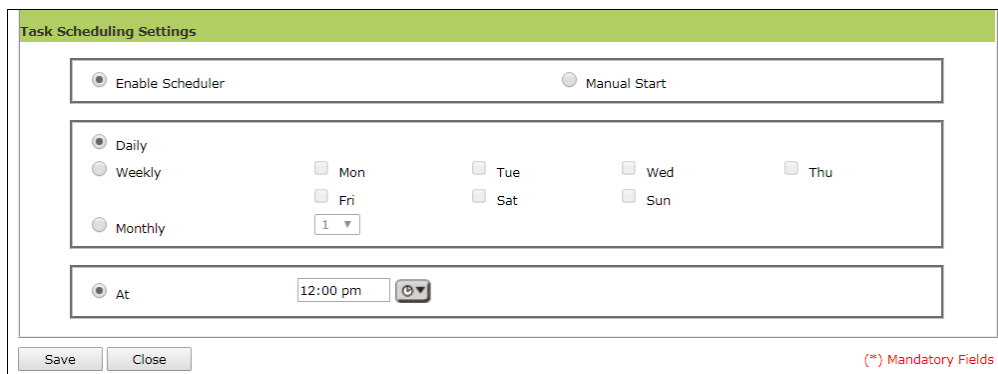 Task Scheduling Settings
Enable Scheduler Manual Start
Daily
Weekly Mon Tue Wed Thu
Fri Sat Sun
Monthly 1
At 12:00 pm
Save Close (*) Mandatory Fields